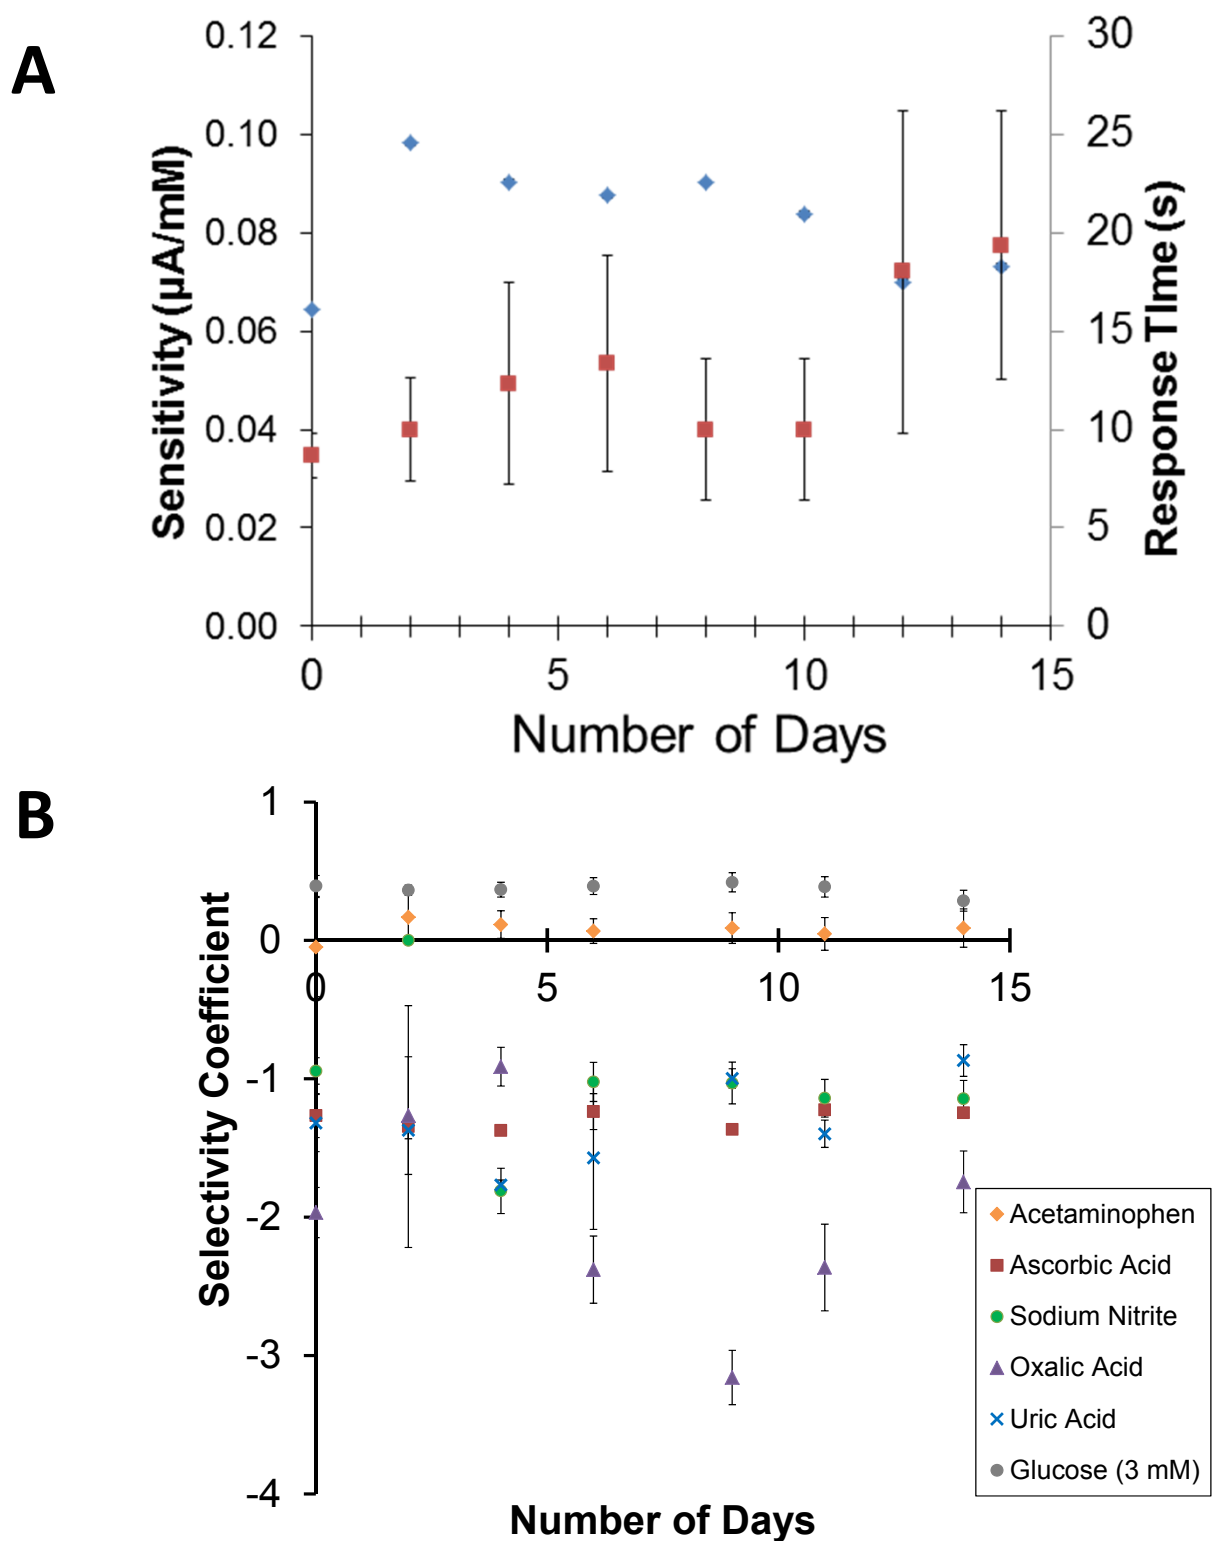 A
0.12
0.10
0.08
0.06
0.04
0.02
0.00
Sensitivity (µA/mM)
30
25
20
15
10
5
0
Response TIme (s)
0 5 10 15
Number of Days
B
1
0
-1
-2
-3
-4
Selectivity Coefficient
0 5 10 15
Acetaminophen
Ascorbic Acid
Sodium Nitrite
Oxalic Acid
Uric Acid
Glucose (3 mM)
Number of Days